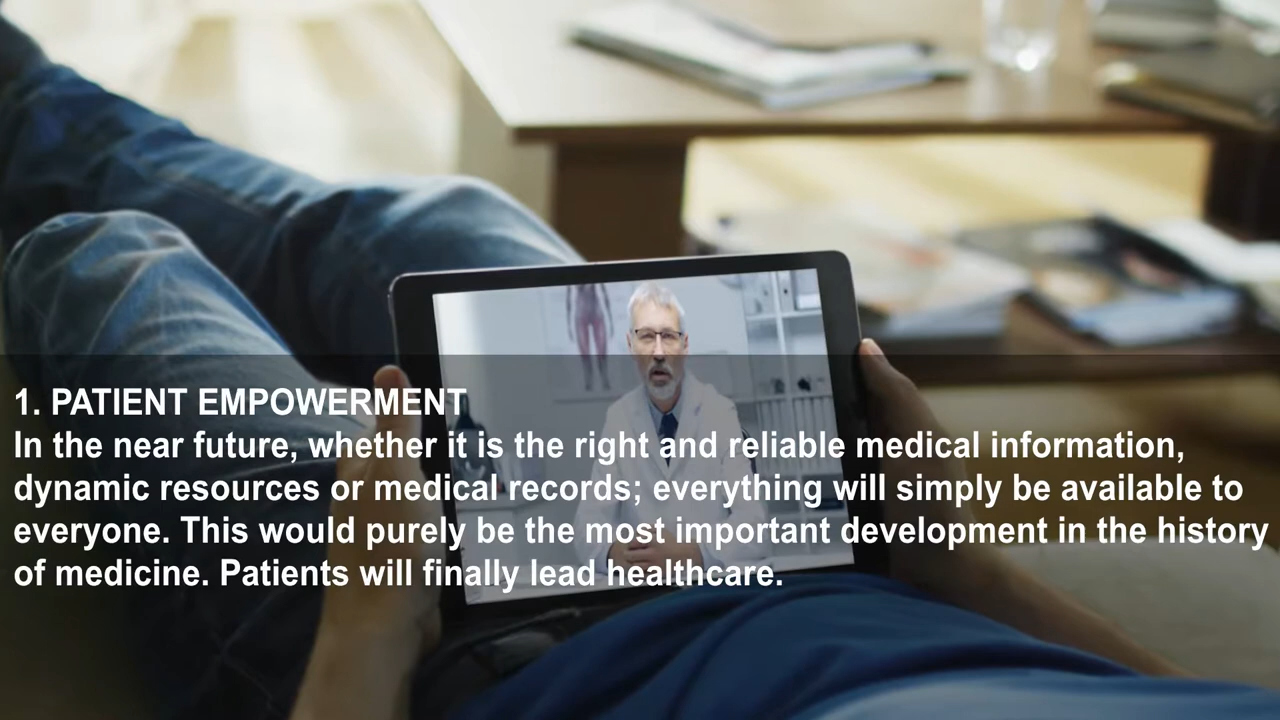 1. PATIENT EMPOWERMENT
In the near future, whether it is the right and reliable medical information,
dynamic resources or medical records; everything will simply be available to
everyone. This would purely be the most important development in the history
of medicine. Patients will finally lead healthcare.